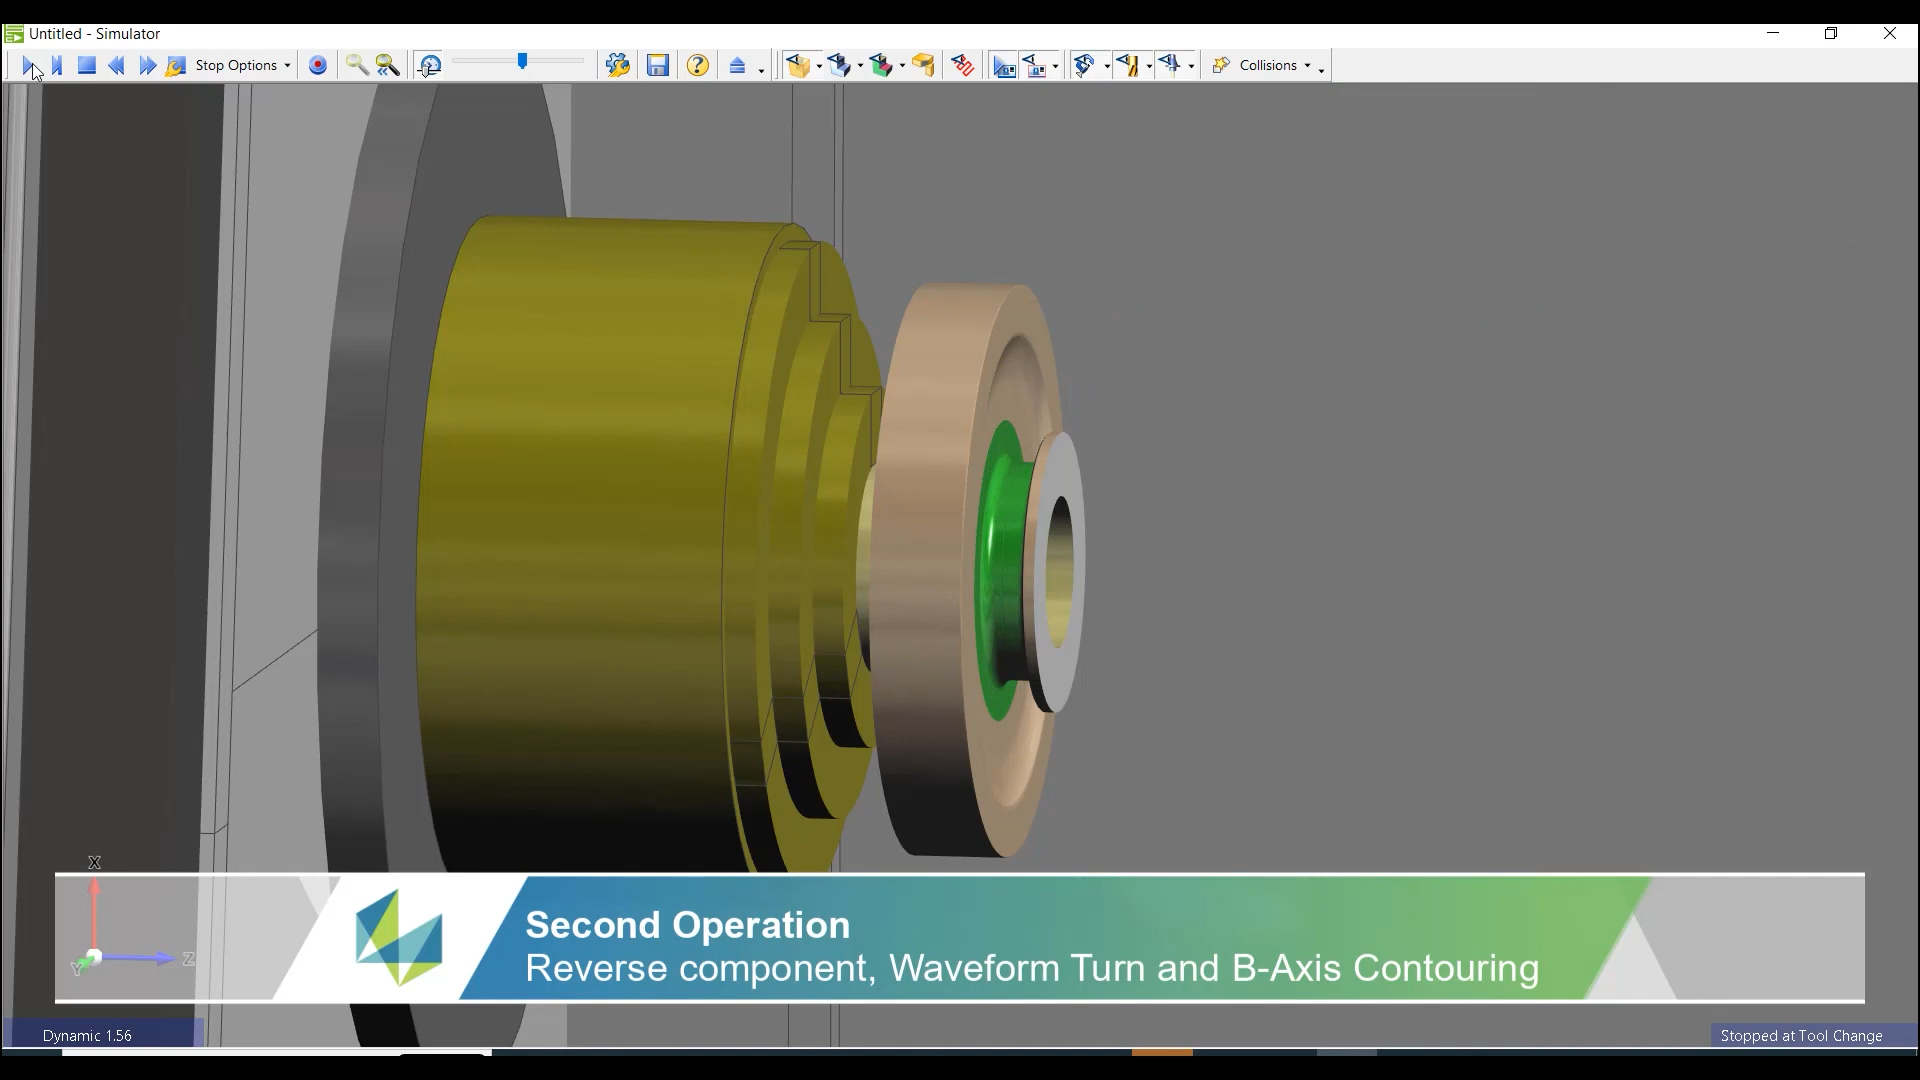 Untitled - Simulator
Stop Options
Collisions
X
Y
Z
Second Operation
Reverse component, Waveform Turn and B-Axis Contouring
Dynamic 1.56
Stopped at Tool Change